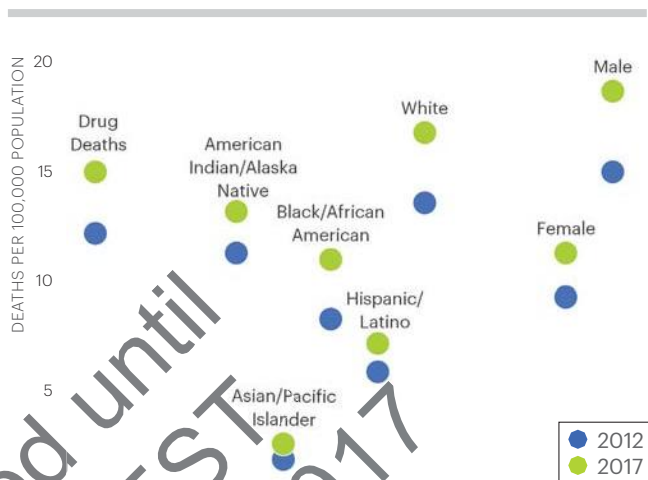 DEATHS PER 100,000 POPULATION
20
15
10
5
Drug
Deaths
American
Indian/Alaska
Native
Black/African
American
Hispanic/
Latino
Asian/Pacific
Islander
White
Female
Male
2012
2017
until